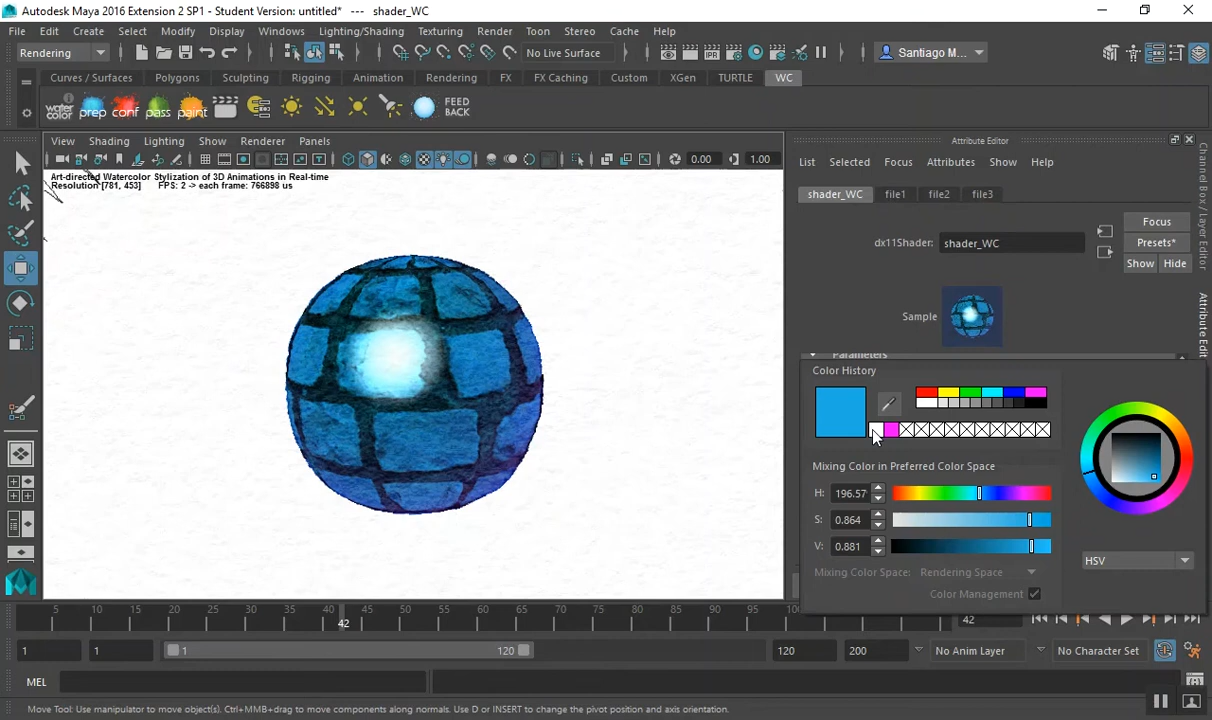 Autodesk Maya 2016 Extension 2 SP1 - Student Version: untitled* --- shader_WC
File Edit Create Select Modify Display Windows Lighting/Shading Texturing Render Toon Stereo Cache Help
Rendering No Live Surface Santiago M...
Curves / Surfaces Polygons Sculpting Rigging Animation Rendering FX FX Caching Custom XGen TURTLE WC
water color prep conf pass paint FEED BACK
View Shading Lighting Show Renderer Panels
0.00 1.00
Art-directed Watercolor Stylization of 3D Animations in Real-time
Resolution [781, 453] FPS: 2 -> each frame: 766898 us
Attribute Editor
List Selected Focus Attributes Show Help
shader_WC file1 file2 file3
Focus
dx11Shader: shader_WC Presets*
Show Hide
Sample
Parameters
Channel Box / Layer Editor
Attribute Edit
Color History
Mixing Color in Preferred Color Space
H: 196.57
S: 0.864
V: 0.881
HSV
Mixing Color Space: Rendering Space
Color Management
5 10 15 20 25 30 35 40 45 50 55 60 65 70 75 80 85 90 95 10
42 42
1 1 1 120 120 200 No Anim Layer No Character Set
MEL
Move Tool: Use manipulator to move object(s). Ctrl+MMB+drag to move components along normals. Use D or INSERT to change the pivot position and axis orientation.